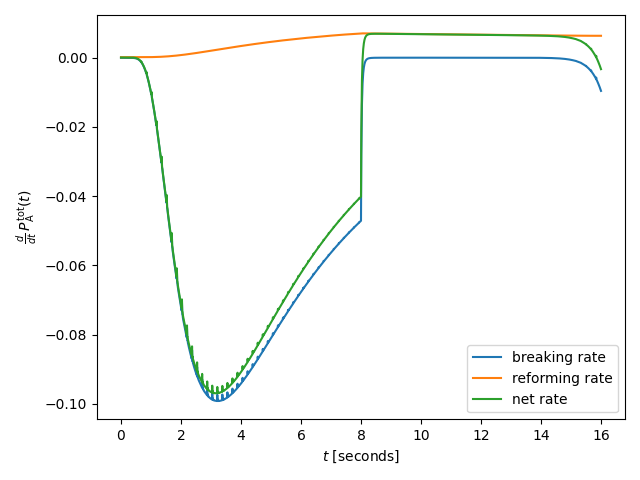 0.00
−0.02
−0.04
−0.06
−0.08
−0.10
d/dt P_A^tot(t)
0 2 4 6 8 10 12 14 16
t [seconds]
breaking rate
reforming rate
net rate